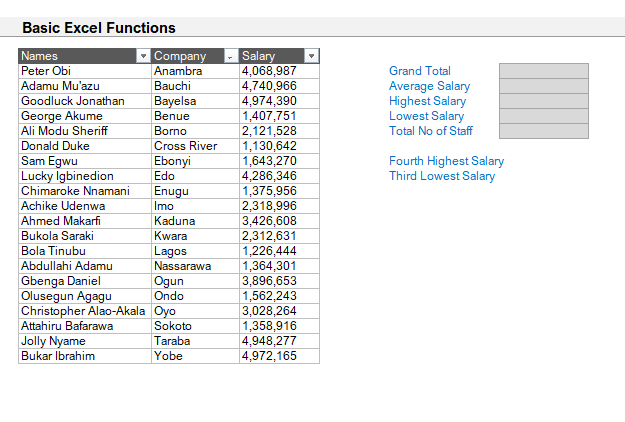 Basic Excel Functions
Names Company Salary
Peter Obi Anambra 4,068,987 Grand Total
Adamu Mu'azu Bauchi 4,740,966 Average Salary
Goodluck Jonathan Bayelsa 4,974,390 Highest Salary
George Akume Benue 1,407,751 Lowest Salary
Ali Modu Sheriff Borno 2,121,528 Total No of Staff
Donald Duke Cross River 1,130,642
Sam Egwu Ebonyi 1,643,270 Fourth Highest Salary
Lucky Igbinedion Edo 4,286,346 Third Lowest Salary
Chimaroke Nnamani Enugu 1,375,956
Achike Udenwa Imo 2,318,996
Ahmed Makarfi Kaduna 3,426,608
Bukola Saraki Kwara 2,312,631
Bola Tinubu Lagos 1,226,444
Abdullahi Adamu Nassarawa 1,364,301
Gbenga Daniel Ogun 3,896,653
Olusegun Agagu Ondo 1,562,243
Christopher Alao-Akala Oyo 3,028,264
Attahiru Bafarawa Sokoto 1,358,916
Jolly Nyame Taraba 4,948,277
Bukar Ibrahim Yobe 4,972,165